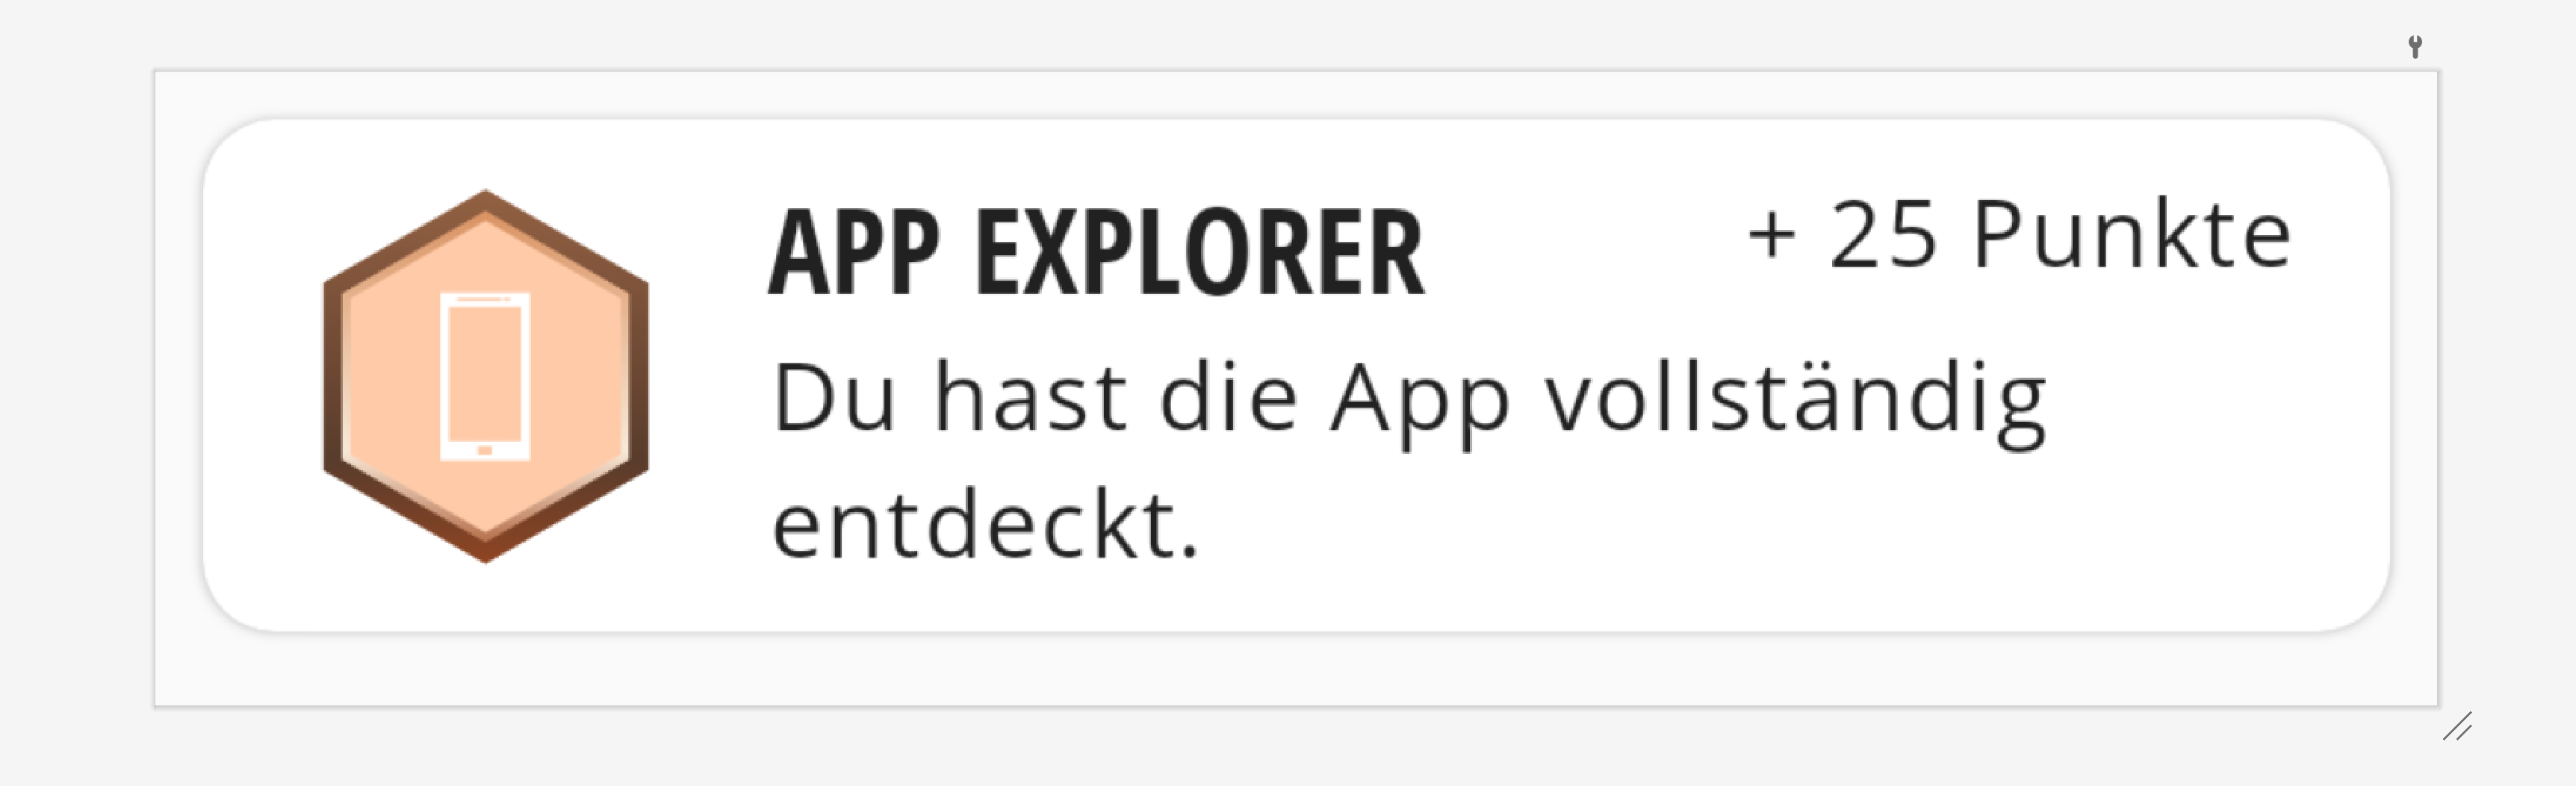 APP EXPLORER
+ 25 Punkte
Du hast die App vollständig
entdeckt.